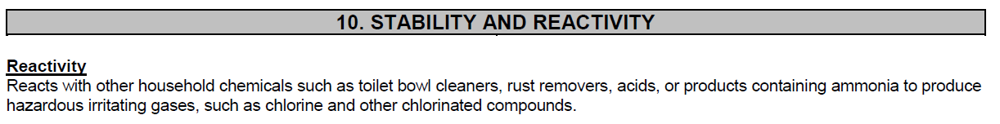 10. STABILITY AND REACTIVITY
Reactivity
Reacts with other household chemicals such as toilet bowl cleaners, rust removers, acids, or products containing ammonia to produce
hazardous irritating gases, such as chlorine and other chlorinated compounds.